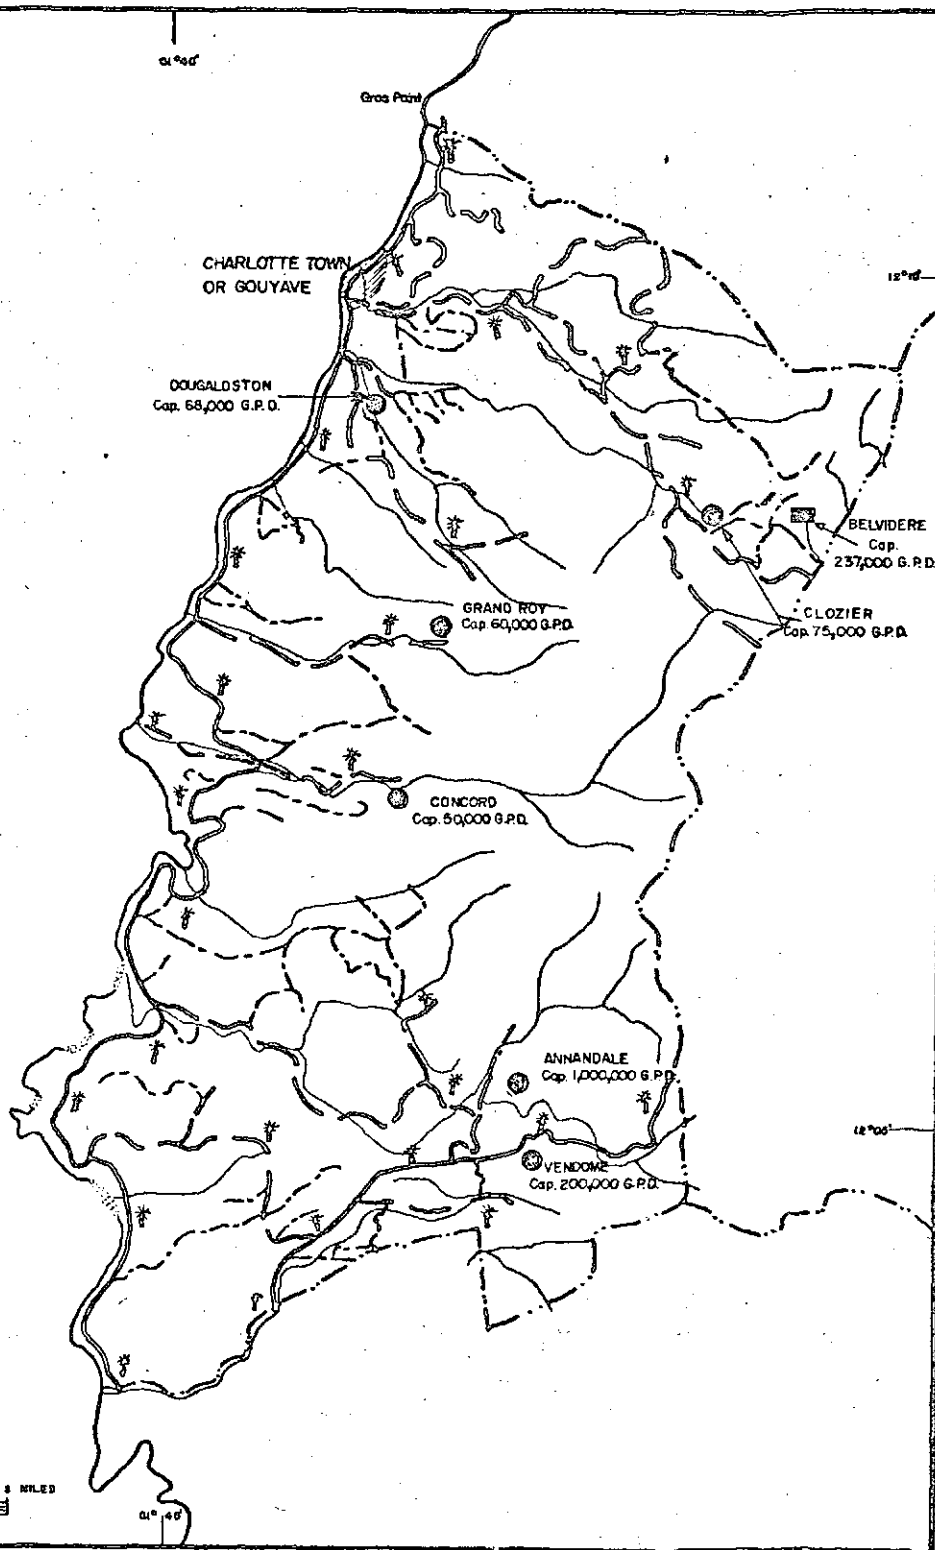 61°40'
Gros Point
CHARLOTTE TOWN
OR GOUYAVE
12°10'
DOUGALDSTON
Cap. 68,000 G.P.D.
BELVIDERE
Cap.
237,000 G.P.D.
CLOZIER
Cap. 75,000 G.P.D.
GRAND ROY
Cap. 60,000 G.P.D.
CONCORD
Cap. 50,000 G.P.D.
ANNANDALE
Cap. 1,000,000 G.P.D.
12°05'
VENDOME
Cap. 200,000 G.P.D.
MILES
61°40'